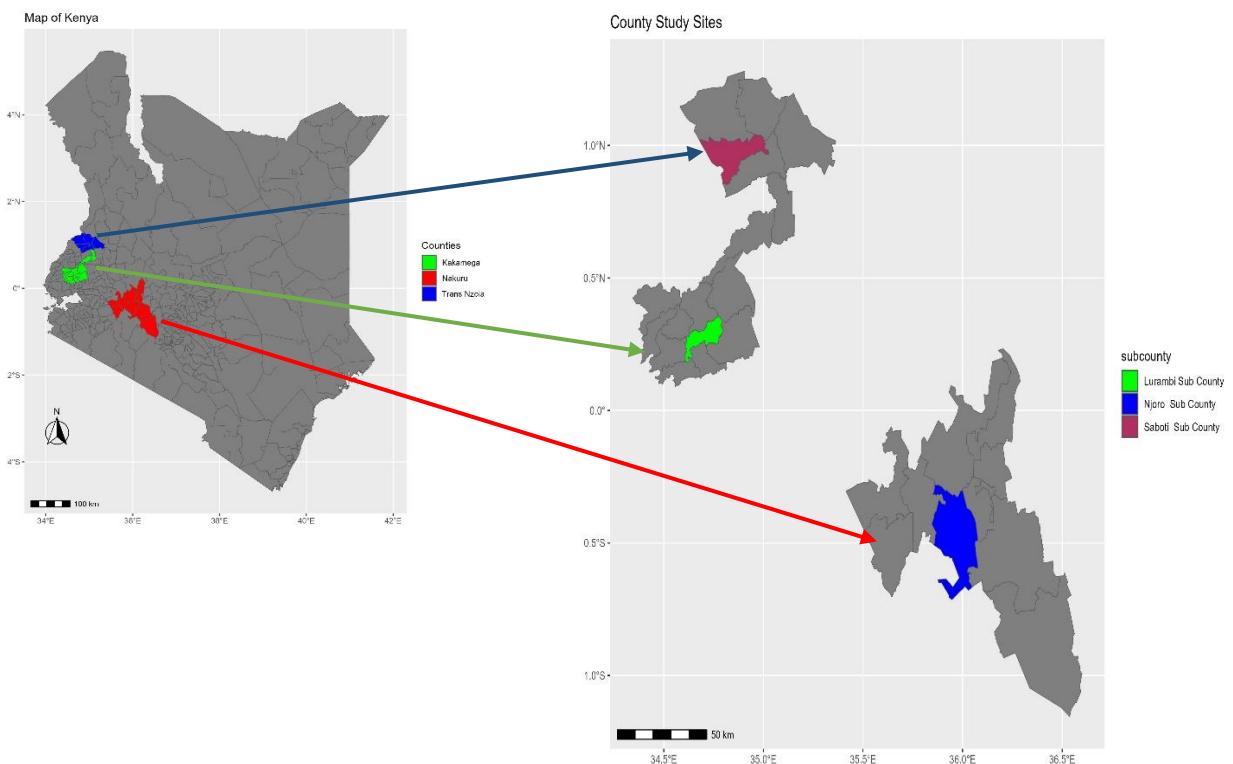 Map of Kenya
4°N
2°N
0°
2°S
4°S
N
100 km
34°E 36°E 38°E 40°E 42°E
Counties
Kakamega
Nakuru
Trans Nzoia
County Study Sites
1.0°N
0.5°N
0.0°
0.5°S
1.0°S
50 km
34.5°E 35.0°E 35.5°E 36.0°E 36.5°E
subcounty
Lurambi Sub County
Njoro Sub County
Saboti Sub County